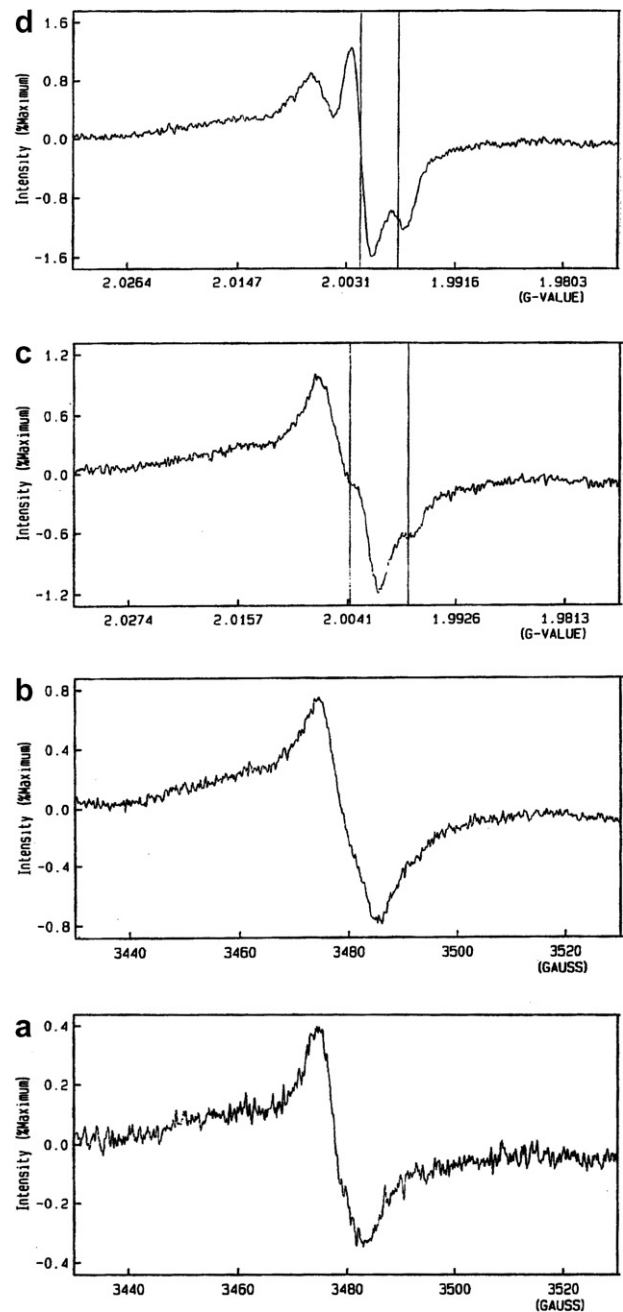 d
Intensity (%Maximum)
1.6
0.8
0.0
-0.8
-1.6
2.0264 2.0147 2.0031 1.9916 1.9803
(G-VALUE)
c
Intensity (%Maximum)
1.2
0.6
0.0
-0.6
-1.2
2.0274 2.0157 2.0041 1.9926 1.9813
(G-VALUE)
b
Intensity (%Maximum)
0.8
0.4
0.0
-0.4
-0.8
3440 3460 3480 3500 3520
(GAUSS)
a
Intensity (%Maximum)
0.4
0.2
0.0
-0.2
-0.4
3440 3460 3480 3500 3520
(GAUSS)